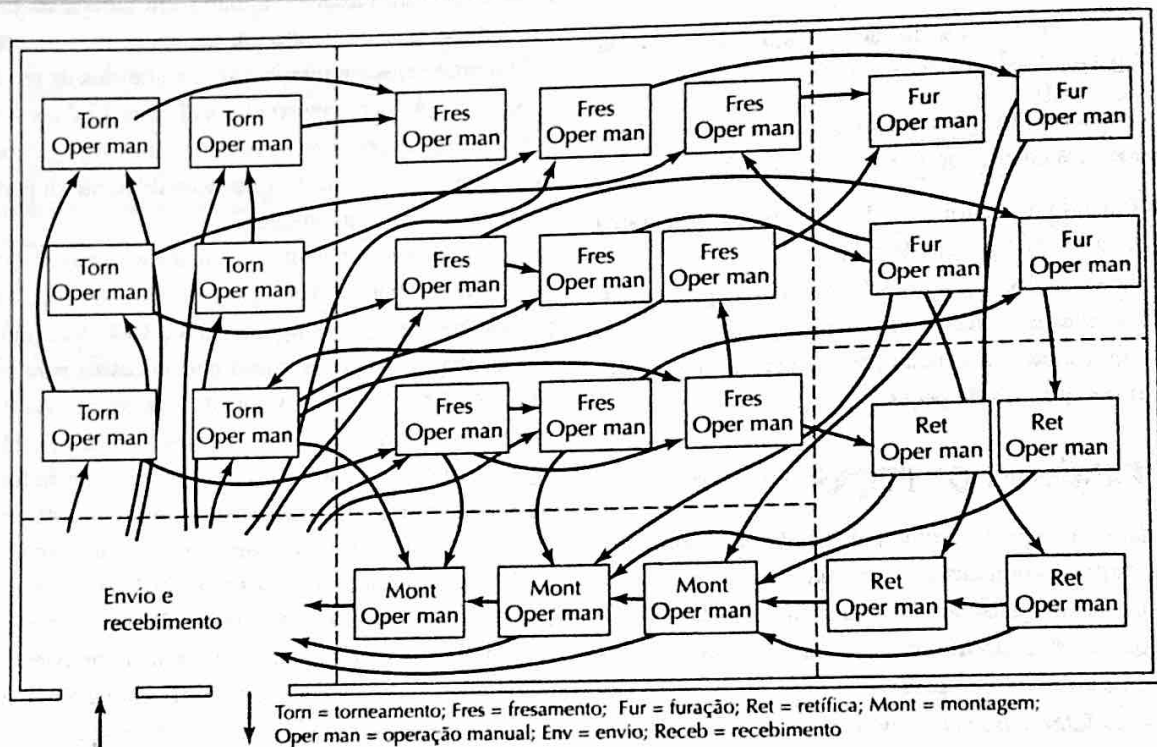 Torn
Oper man
Torn
Oper man
Fres
Oper man
Fres
Oper man
Fres
Oper man
Fur
Oper man
Fur
Oper man
Torn
Oper man
Torn
Oper man
Fres
Oper man
Fres
Oper man
Fres
Oper man
Fur
Oper man
Fur
Oper man
Torn
Oper man
Torn
Oper man
Fres
Oper man
Fres
Oper man
Fres
Oper man
Ret
Oper man
Ret
Oper man
Envio e
recebimento
Mont
Oper man
Mont
Oper man
Mont
Oper man
Ret
Oper man
Ret
Oper man
Torn = torneamento; Fres = fresamento; Fur = furação; Ret = retífica; Mont = montagem;
Oper man = operação manual; Env = envio; Receb = recebimento